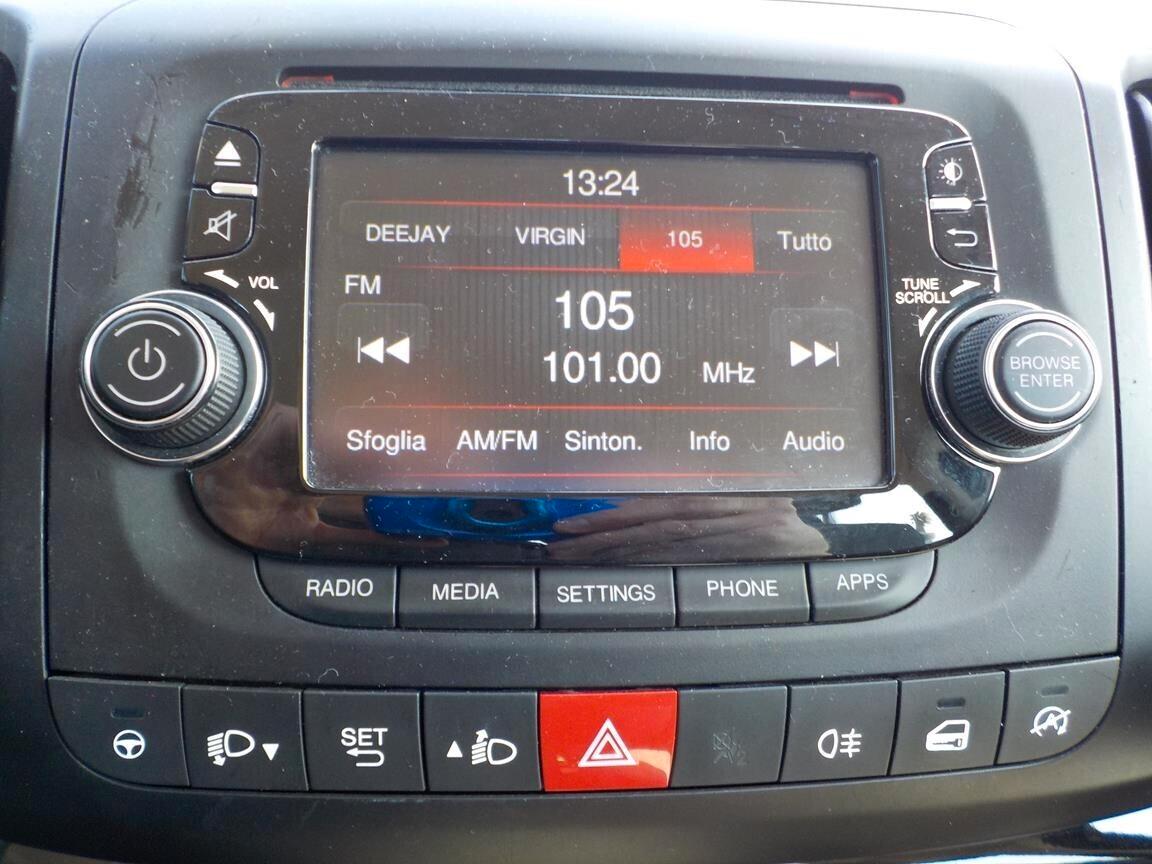 13:24
DEEJAY VIRGIN 105 Tutto
VOL
TUNE
SCROLL
FM
105
101.00 MHz
BROWSE
ENTER
Sfoglia AM/FM Sinton. Info Audio
RADIO MEDIA SETTINGS PHONE APPS
SET